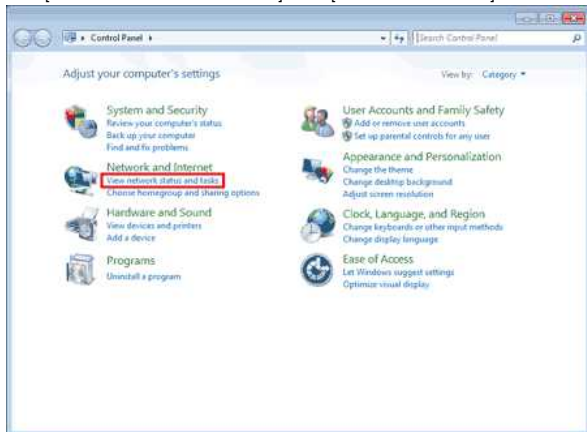 Control Panel
Search Control Panel
Adjust your computer's settings
View by: Category
System and Security
Review your computer's status
Back up your computer
Find and fix problems
Network and Internet
View network status and tasks
Choose homegroup and sharing options
Hardware and Sound
View devices and printers
Add a device
Programs
Uninstall a program
User Accounts and Family Safety
Add or remove user accounts
Set up parental controls for any user
Appearance and Personalization
Change the theme
Change desktop background
Adjust screen resolution
Clock, Language, and Region
Change keyboards or other input methods
Change display language
Ease of Access
Let Windows suggest settings
Optimize visual display